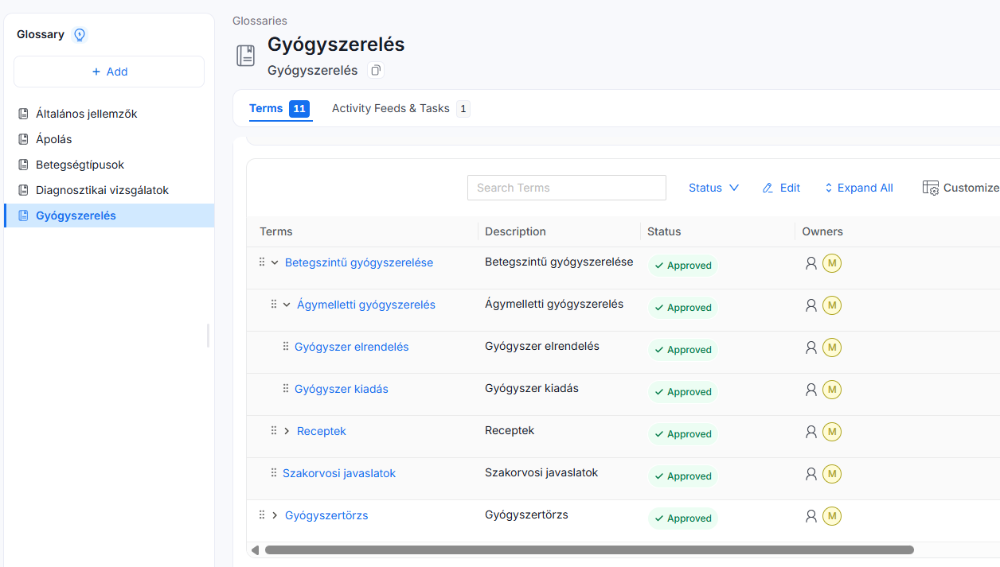 Glossary
+ Add
Általános jellemzők
Ápolás
Betegségtípusok
Diagnosztikai vizsgálatok
Gyógyszerelés
Glossaries
Gyógyszerelés
Gyógyszerelés
Terms 11 Activity Feeds & Tasks 1
Search Terms Status Edit Expand All Customize
Terms Description Status Owners
Betegszintű gyógyszerelése Betegszintű gyógyszerelése Approved M
Ágymelletti gyógyszerelés Ágymelletti gyógyszerelés Approved M
Gyógyszer elrendelés Gyógyszer elrendelés Approved M
Gyógyszer kiadás Gyógyszer kiadás Approved M
Receptek Receptek Approved M
Szakorvosi javaslatok Szakorvosi javaslatok Approved M
Gyógyszertörzs Gyógyszertörzs Approved M